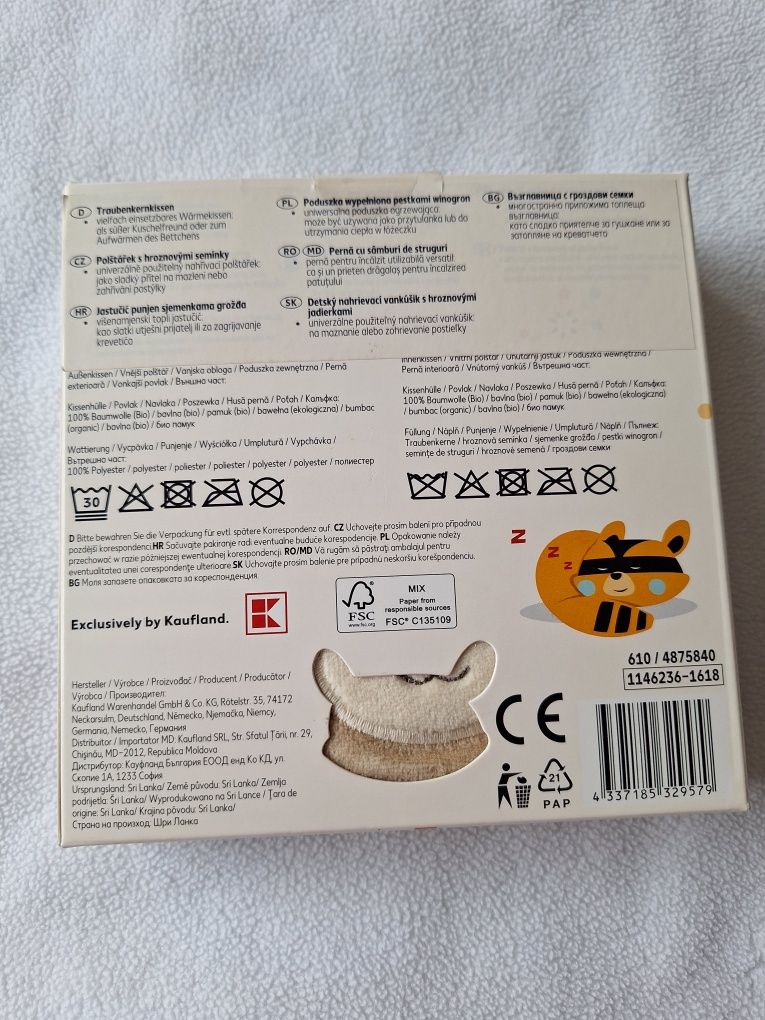 D Traubenkernkissen
• vielfach einsetzbares Wärmekissen:
als süßer Kuschelfreund oder zum
Aufwärmen des Bettchens
CZ Polštářek s hroznovými semínky
• univerzálně použitelný nahřívací polštářek:
jako sladký přítel na mazlení nebo
zahřívání postýlky
HR Jastučić punjen sjemenkama grožđa
• višenamjenski topli jastučić:
kao slatki utješni prijatelj ili za zagrijavanje
krevetića
PL Poduszka wypełniona pestkami winogron
• uniwersalna poduszka ogrzewająca:
może być używana jako przytulanka lub do
utrzymania ciepła w łóżeczku
RO MD Pernă cu sâmburi de struguri
• pernă pentru încălzit utilizabilă versatil:
ca și un prieten drăgălaș pentru încălzirea
patuțului
SK Detský nahrievací vankúšik s hroznovými
jadierkami
• univerzálne použiteľný nahrievací vankúšik:
na maznanie alebo zohrievanie postieľky
BG Възглавница с гроздови семки
• многостранно приложима топлеща
възглавница:
като сладко приятелче за гушкане или за
затопляне на креватчето
Außenkissen / Vnější polštář / Vanjska obloga / Poduszka zewnętrzna / Pernă
exterioară / Vonkajší povlak / Външна част:
Kissenhülle / Povlak / Navlaka / Poszewka / Husă pernă / Poťah / Калъфка:
100% Baumwolle (Bio) / bavlna (bio) / pamuk (bio) / bawełna (ekologiczna) / bumbac
(organic) / bavlna (bio) / био памук
Wattierung / Vycpávka / Punjenje / Wyściółka / Umplutură / Vypchávka /
Вътрешна част:
100% Polyester / polyester / poliester / poliester / polyester / polyester / полиестер
30
Innenkissen / Vnitřní polštář / Unutarnji jastuk / Poduszka wewnętrzna /
Pernă interioară / Vnútorný vankúš / Вътрешна част:
Kissenhülle / Povlak / Navlaka / Poszewka / Husă pernă / Poťah / Калъфка:
100% Baumwolle (Bio) / bavlna (bio) / pamuk (bio) / bawełna (ekologiczna)
/ bumbac (organic) / bavlna (bio) / био памук
Füllung / Náplň / Punjenje / Wypełnienie / Umplutură / Náplň / Пълнеж:
Traubenkerne / hroznová semínka / sjemenke grožđa / pestki winogron /
semințe de struguri / hroznové semená / гроздови семки
D Bitte bewahren Sie die Verpackung für evtl. spätere Korrespondenz auf. CZ Uchovejte prosím balení pro případnou
pozdější korespondenci. HR Sačuvajte pakiranje radi eventualne buduće korespodencije. PL Opakowanie należy
przechować w razie późniejszej ewentualnej korespondencji. RO/MD Vă rugăm să păstrați ambalajul pentru
eventualitatea unei corespondențe ulterioare. SK Uchovajte prosím balenie pre prípadnú neskoršiu korešpondenciu.
BG Моля запазете опаковката за кореспонденция.
Z
Z
Z
Z
Exclusively by Kaufland.
FSC
www.fsc.org
MIX
Paper from
responsible sources
FSC® C135109
610 / 4875840
1146236-1618
Hersteller / Výrobce / Proizvođač / Producent / Producător /
Výrobca / Производител:
Kaufland Warenhandel GmbH & Co. KG, Rötelstr. 35, 74172
Neckarsulm, Deutschland, Německo, Njemačka, Niemcy,
Germania, Nemecko, Германия
Distribuitor / Importator MD: Kaufland SRL, Str. Sfatul Țării, nr. 29,
Chișinău, MD-2012, Republica Moldova
Дистрибутор: Кауфланд България ЕООД енд Ко КД, ул.
Скопие 1А, 1233 София
Ursprungsland: Sri Lanka/ Země původu: Srí Lanka/ Zemlja
podrijetla: Šri Lanka/ Wyprodukowano na Sri Lance / Țara de
origine: Sri Lanka/ Krajina pôvodu: Srí Lanka/
Страна на произход: Шри Ланка
CE
21
PAP
4 337185 329579